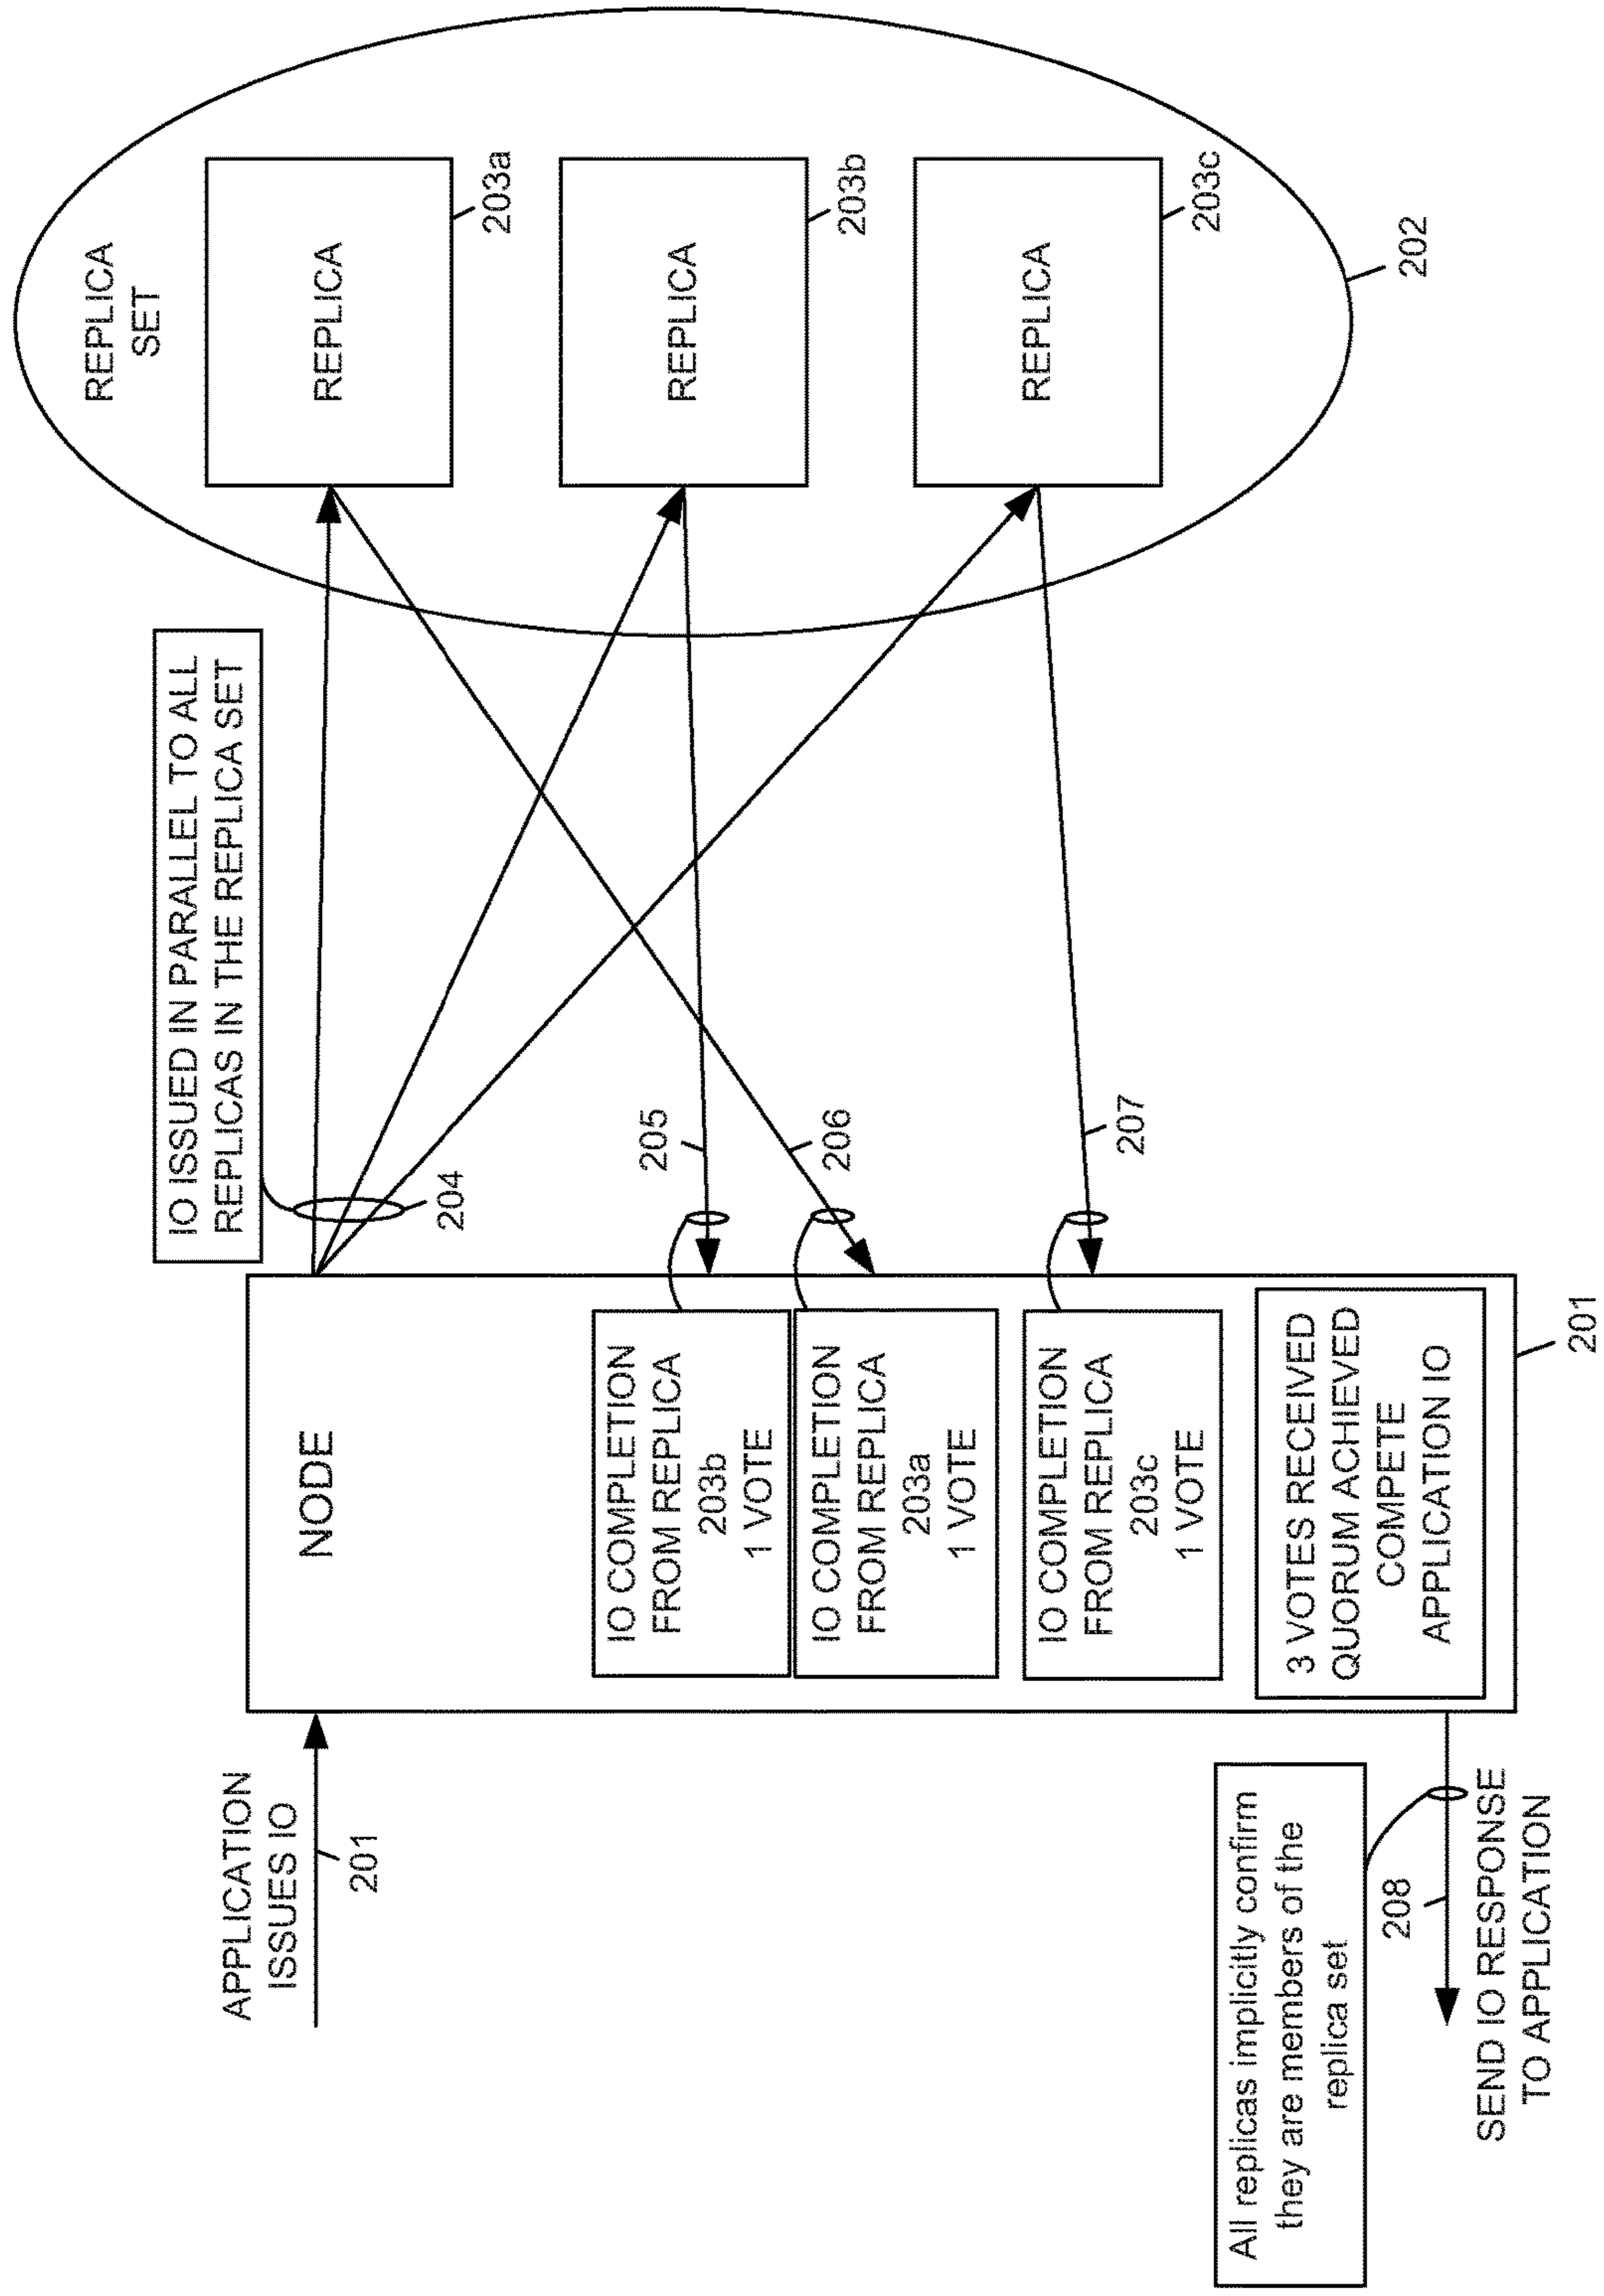 APPLICATION
ISSUES IO
201
NODE
IO ISSUED IN PARALLEL TO ALL
REPLICAS IN THE REPLICA SET
204
REPLICA
SET
REPLICA
203a
REPLICA
203b
REPLICA
203c
202
205
206
207
IO COMPLETION
FROM REPLICA
203b
1 VOTE
IO COMPLETION
FROM REPLICA
203a
1 VOTE
IO COMPLETION
FROM REPLICA
203c
1 VOTE
3 VOTES RECEIVED
QUORUM ACHIEVED
COMPETE
APPLICATION IO
201
All replicas implicitly confirm
they are members of the
replica set
208
SEND IO RESPONSE
TO APPLICATION